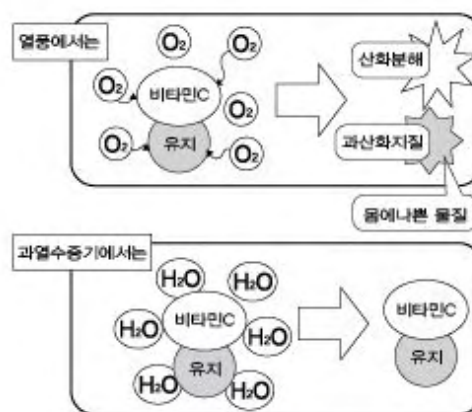 열풍에서는
O₂
O₂
O₂
O₂
O₂
O₂
비타민C
유지
산화분해
과산화지질
몸에나쁜 물질
과열수증기에서는
H₂O
H₂O
H₂O
H₂O
H₂O
H₂O
비타민C
유지
비타민C
유지